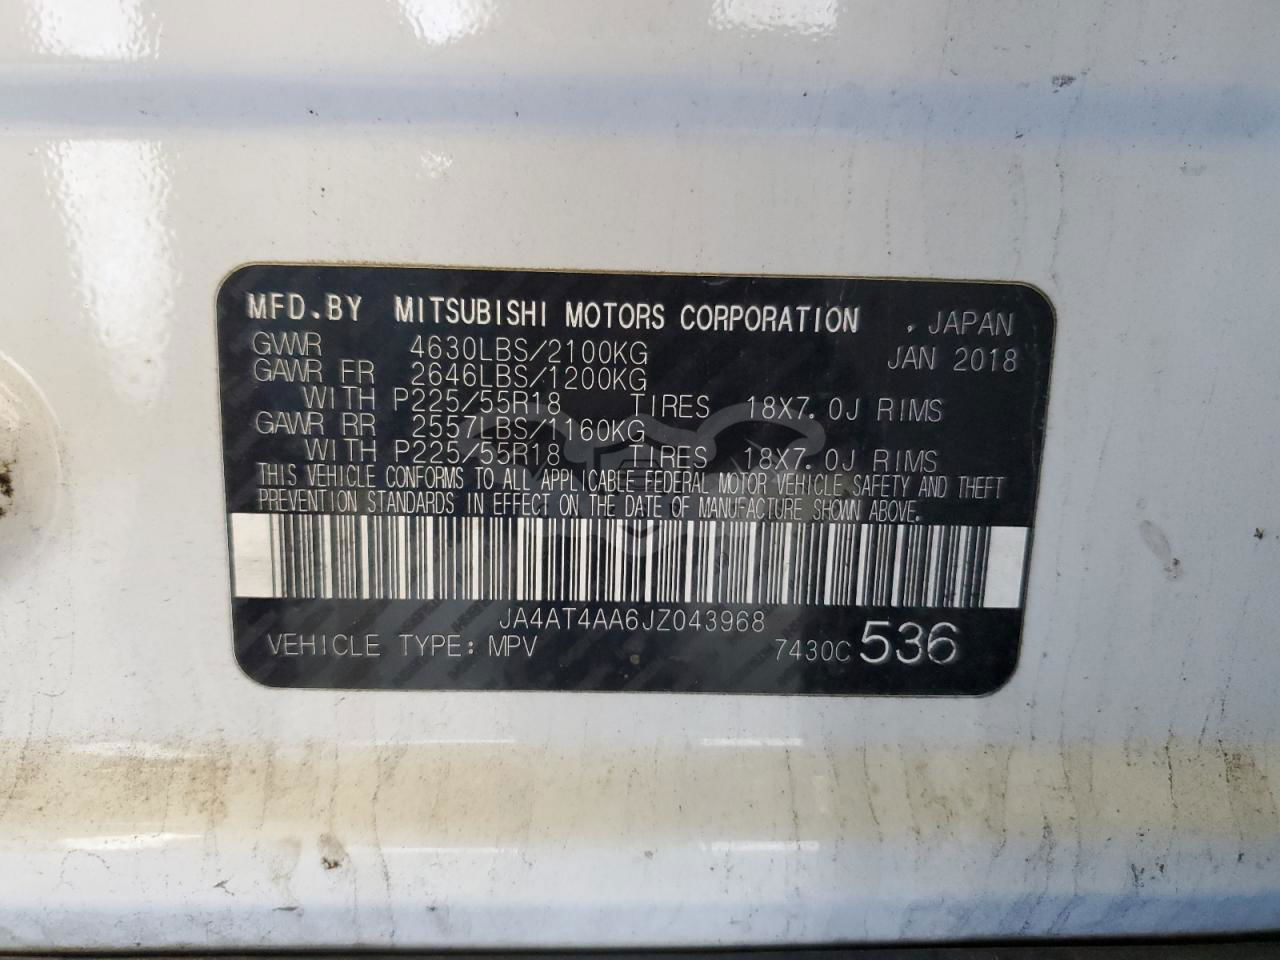 MFD.BY MITSUBISHI MOTORS CORPORATION . JAPAN
GVWR 4630LBS/2100KG JAN 2018
GAWR FR 2646LBS/1200KG
WITH P225/55R18 TIRES 18X7.0J RIMS
GAWR RR 2557LBS/1160KG
WITH P225/55R18 TIRES 18X7.0J RIMS
THIS VEHICLE CONFORMS TO ALL APPLICABLE FEDERAL MOTOR VEHICLE SAFETY AND THEFT
PREVENTION STANDARDS IN EFFECT ON THE DATE OF MANUFACTURE SHOWN ABOVE.
JA4AT4AA6JZ043968
VEHICLE TYPE: MPV 7430C 536